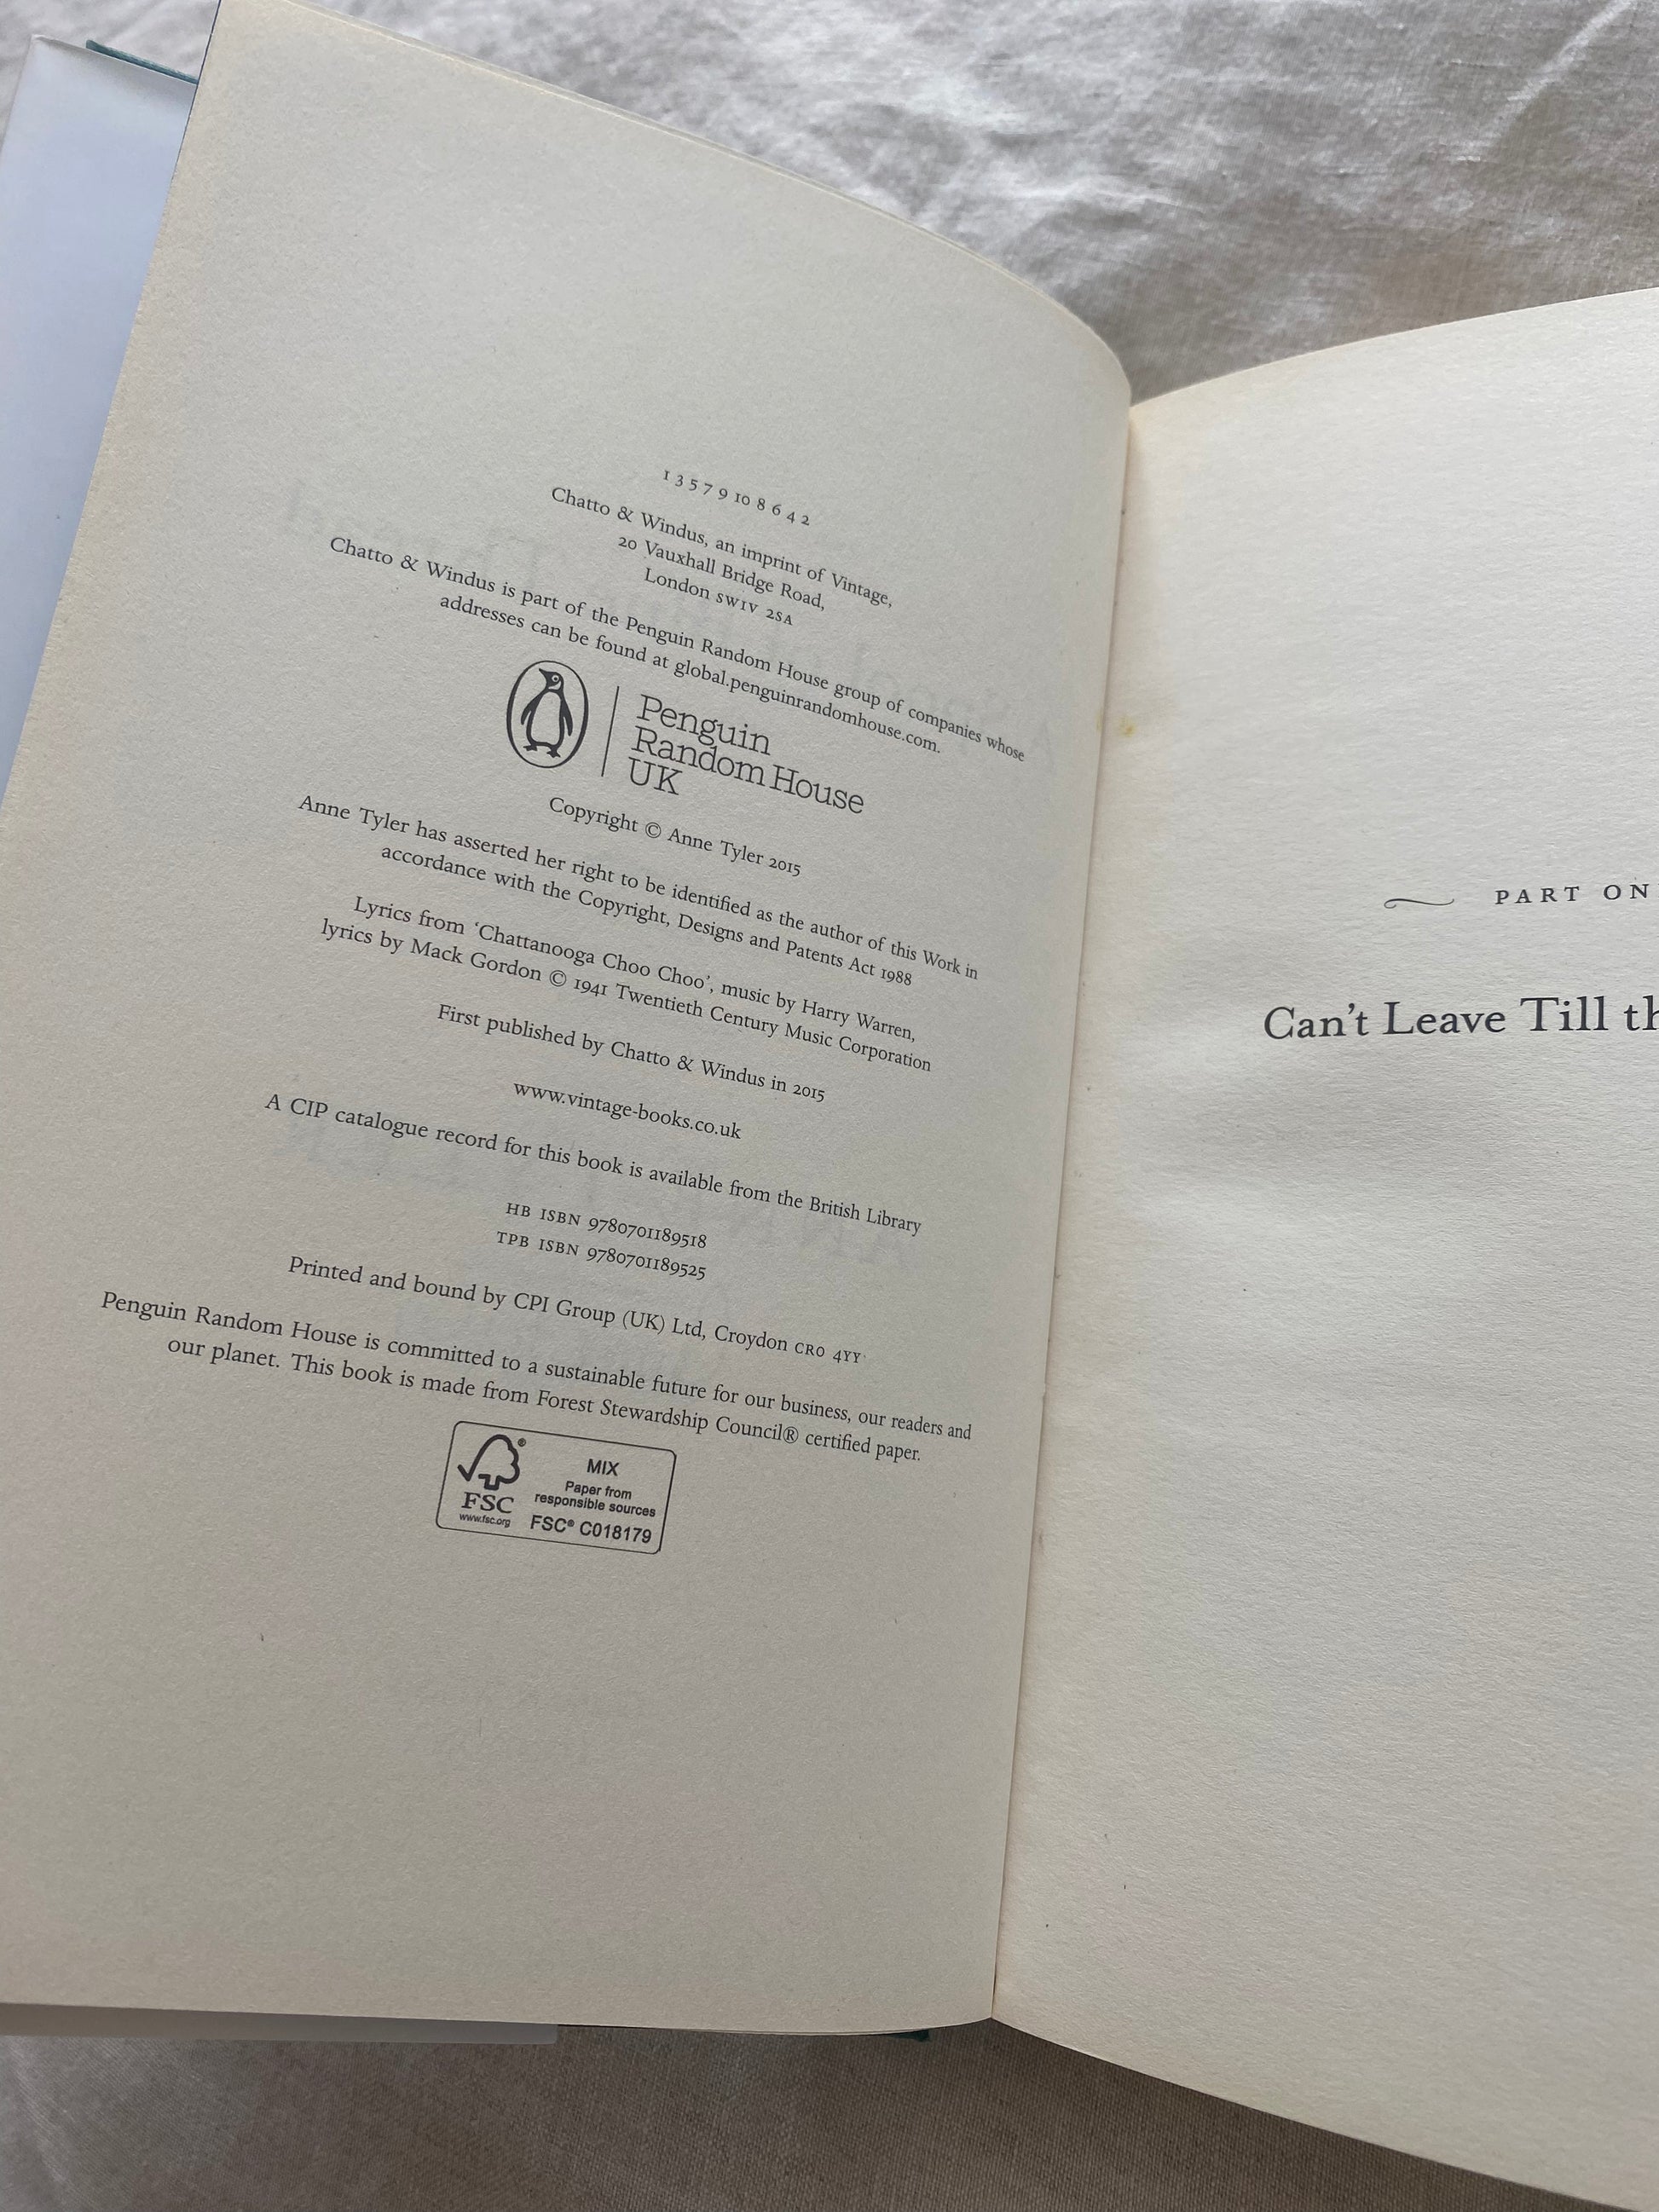 1 3 5 7 9 10 8 6 4 2
Chatto & Windus, an imprint of Vintage,
20 Vauxhall Bridge Road,
London SW1V 2SA
Chatto & Windus is part of the Penguin Random House group of companies whose
addresses can be found at global.penguinrandomhouse.com.
Penguin
Random House
UK
Copyright © Anne Tyler 2015
Anne Tyler has asserted her right to be identified as the author of this Work in
accordance with the Copyright, Designs and Patents Act 1988
Lyrics from ‘Chattanooga Choo Choo’, music by Harry Warren,
lyrics by Mack Gordon © 1941 Twentieth Century Music Corporation
First published by Chatto & Windus in 2015
www.vintage-books.co.uk
A CIP catalogue record for this book is available from the British Library
HB ISBN 9780701189518
TPB ISBN 9780701189525
Printed and bound by CPI Group (UK) Ltd, Croydon CR0 4YY
Penguin Random House is committed to a sustainable future for our business, our readers and
our planet. This book is made from Forest Stewardship Council® certified paper.
FSC®
www.fsc.org
MIX
Paper from
responsible sources
FSC® C018179
PART ON
Can’t Leave Till th